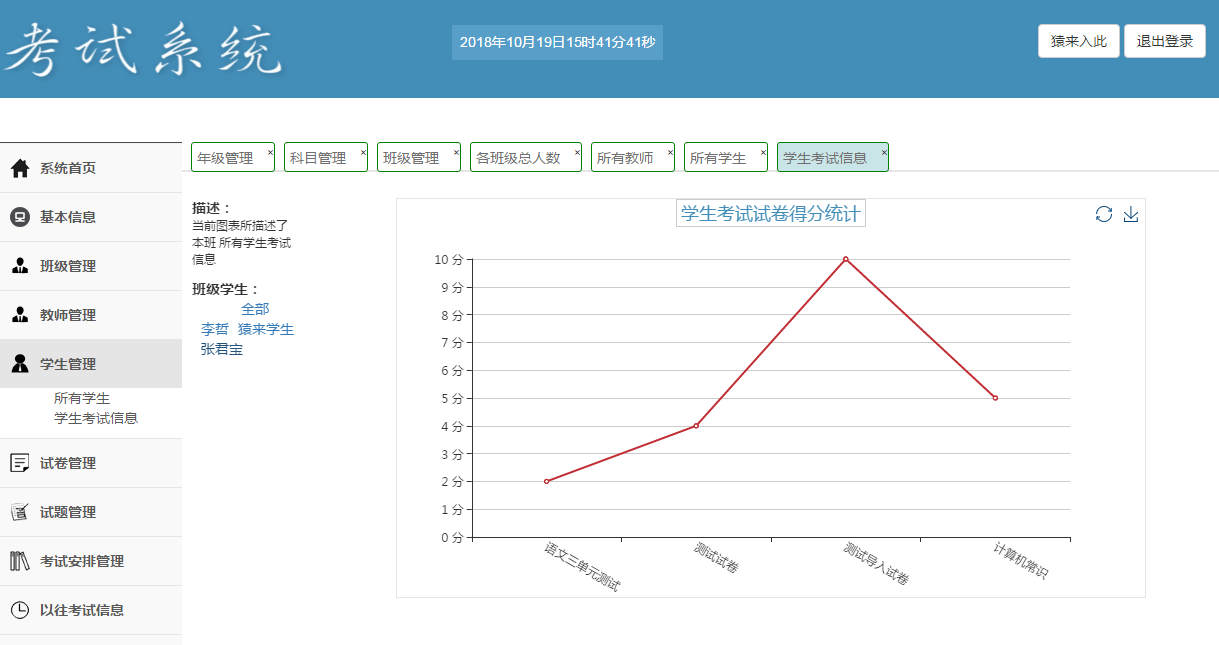 考试系统
2018年10月19日15时41分41秒
猿来入此
退出登录
年级管理 ×
科目管理 ×
班级管理 ×
各班级总人数 ×
所有教师 ×
所有学生 ×
学生考试信息 ×
系统首页
基本信息
班级管理
教师管理
学生管理
所有学生
学生考试信息
试卷管理
试题管理
考试安排管理
以往考试信息
描述：
当前图表所描述了
本班 所有学生考试
信息
班级学生：
全部
李哲 猿来学生
张君宝
学生考试试卷得分统计
10 分
9 分
8 分
7 分
6 分
5 分
4 分
3 分
2 分
1 分
0 分
语文三单元测试
测试试卷
测试导入试卷
计算机常识